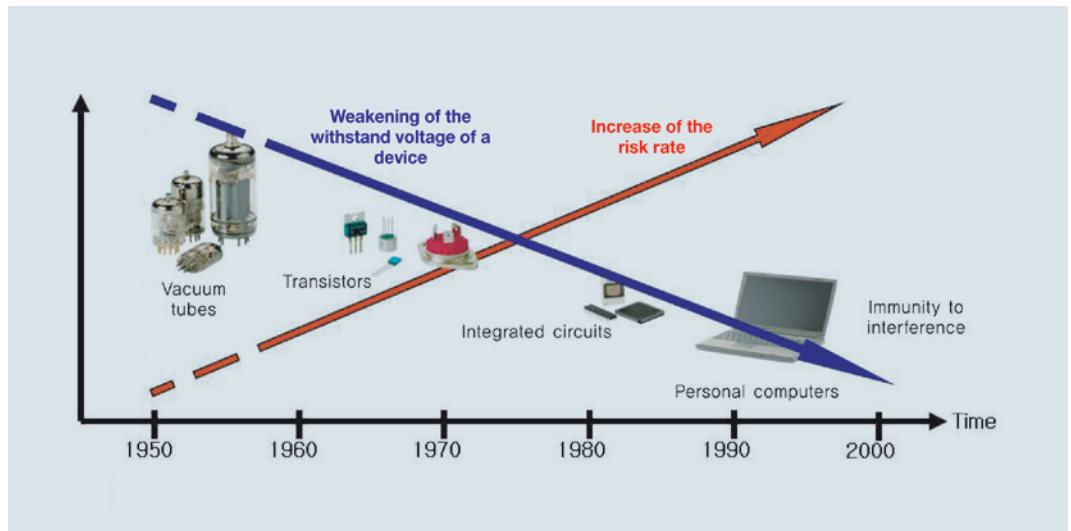 Weakening of the
withstand voltage of a
device
Increase of the
risk rate
Vacuum
tubes
Transistors
Integrated circuits
Immunity to
interference
Personal computers
Time
1950
1960
1970
1980
1990
2000